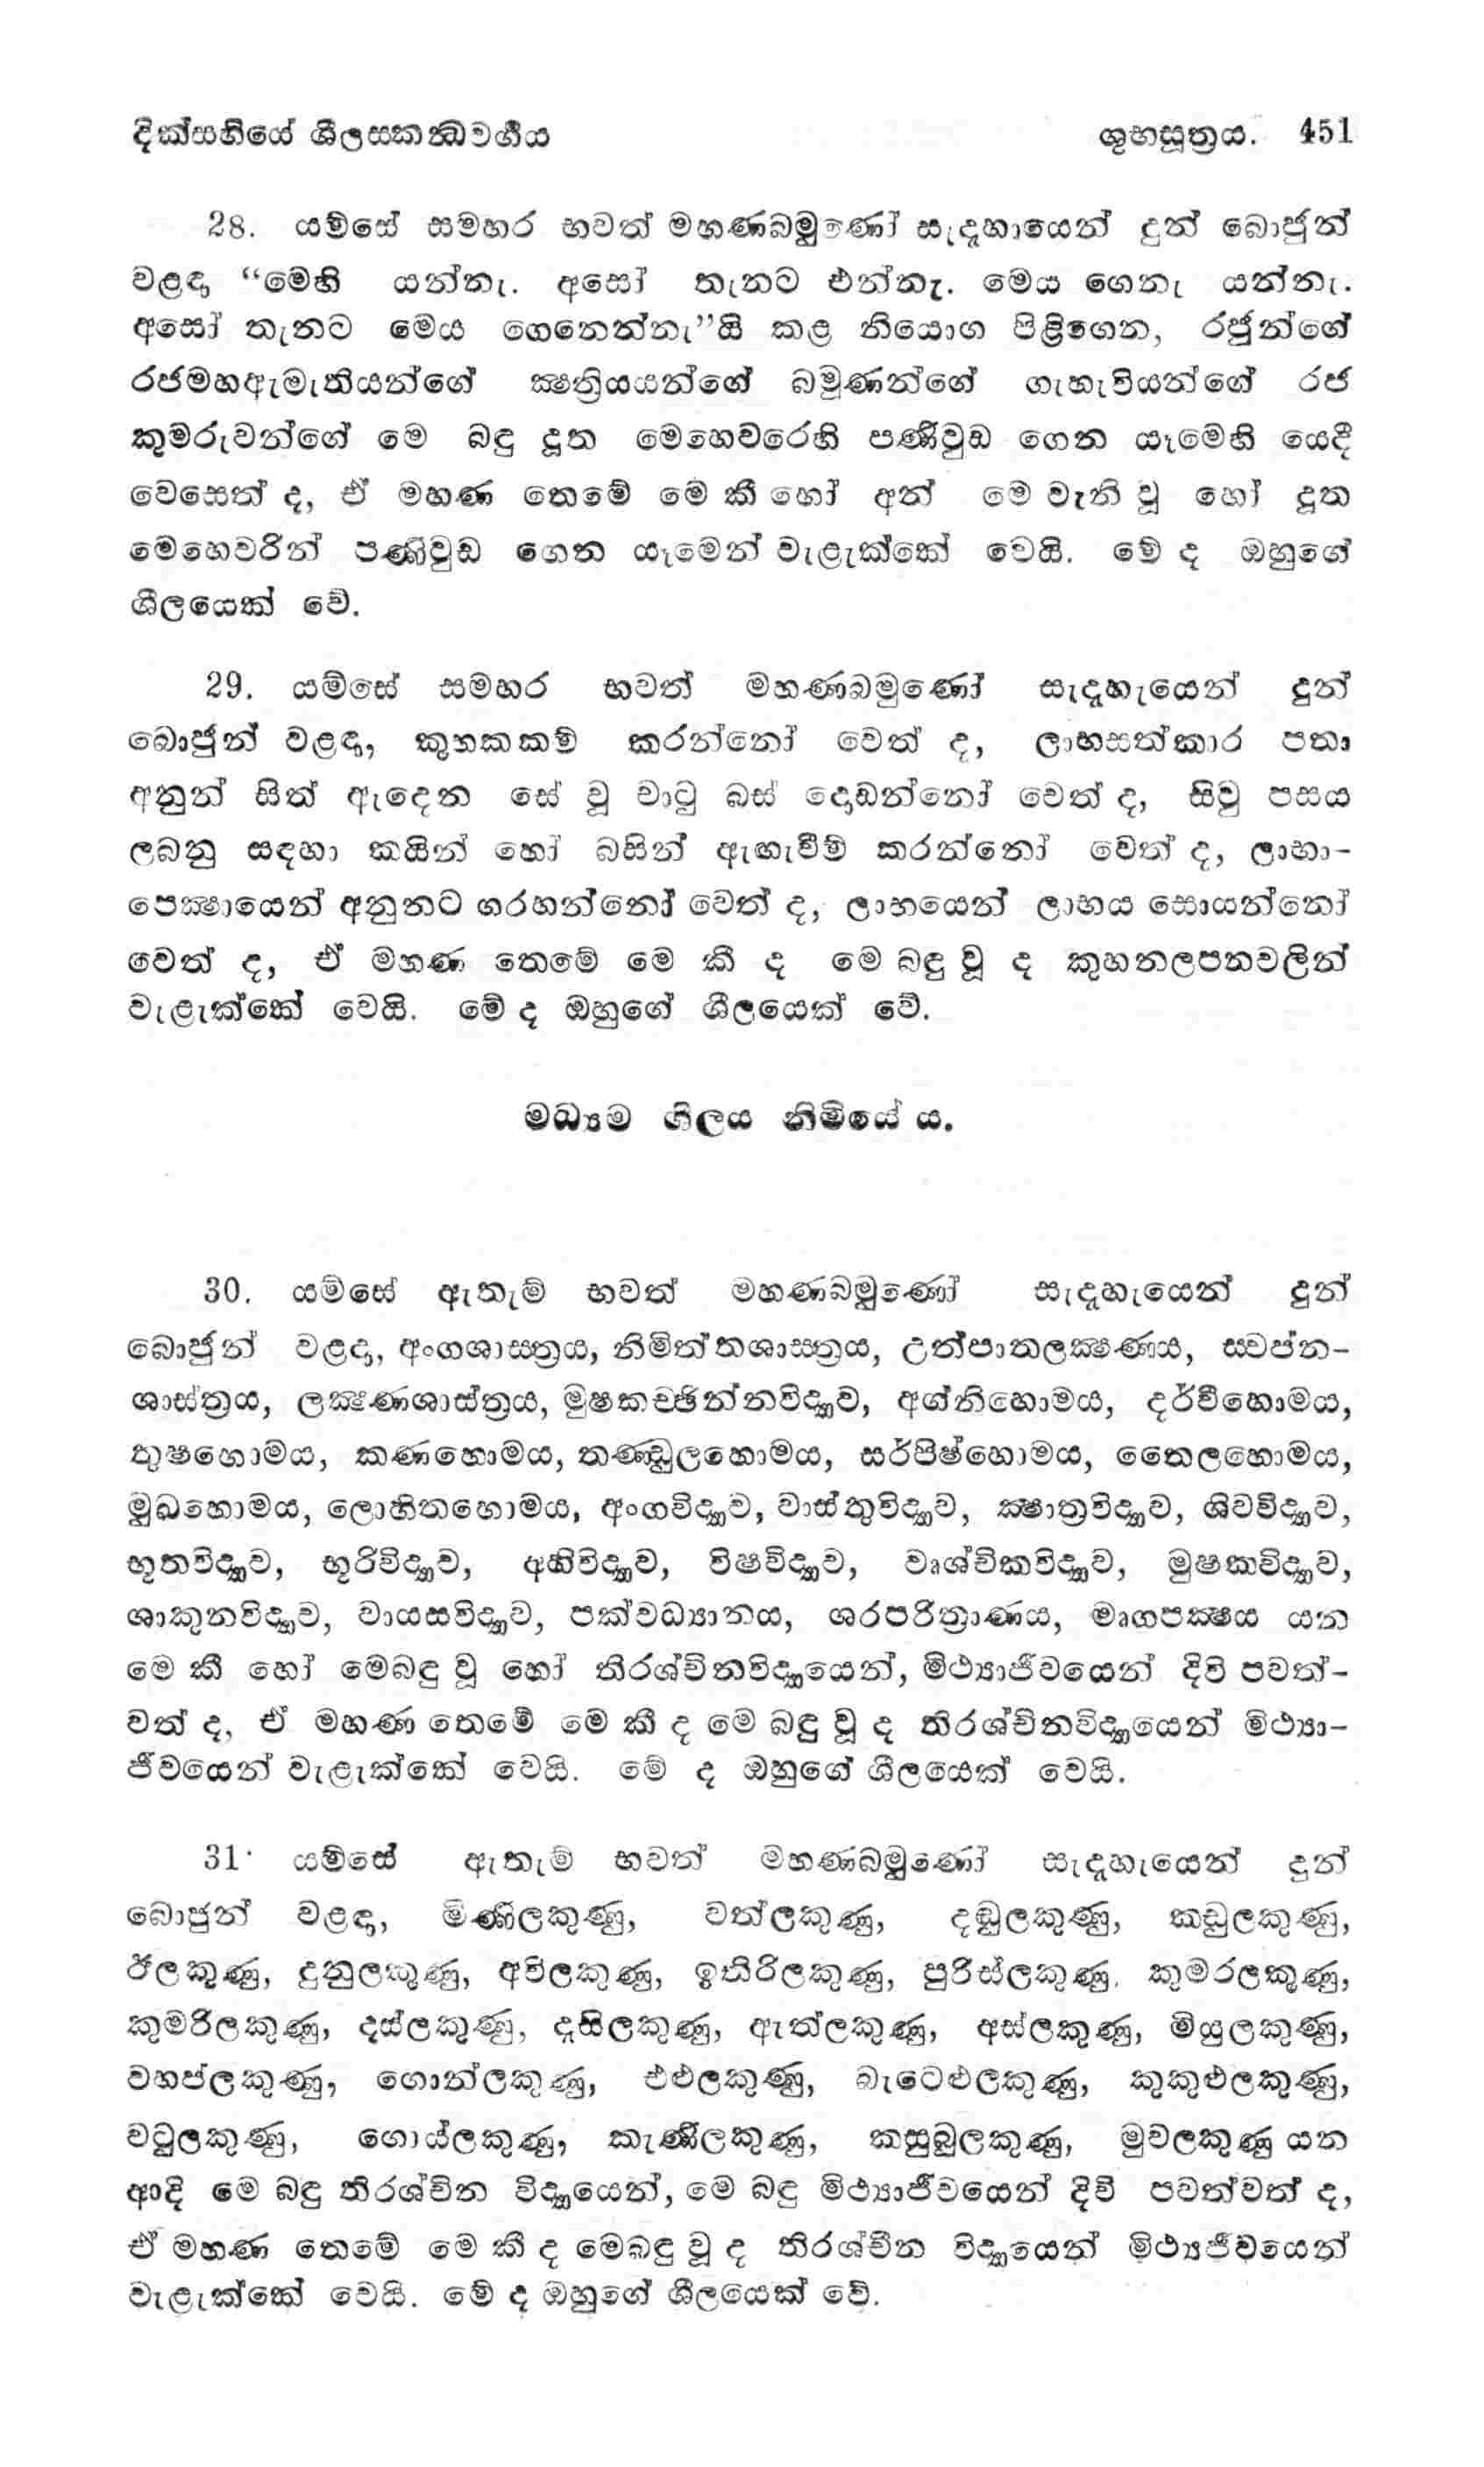 දික්සඟියේ ශීලස්කන්ධවර්ගය ශුභසූත්‍රය. 451
28. යම්සේ සමහර භවත් මහණබමුණෝ සැදැහායෙන් දුන් බොජුන්
වළඳා “මෙහි යන්නැ. අසෝ තැනට එන්නැ. මෙය ගෙනැ යන්නැ.
අසෝ තැනට මෙය ගෙනෙන්නැ”යි කළ නියොග පිළිගෙන, රජුන්ගේ
රජමහඇමැතියන්ගේ ක්‍ෂත්‍රියයන්ගේ බමුණන්ගේ ගැහැවියන්ගේ රජ
කුමරුවන්ගේ මෙ බඳු දූත මෙහෙවරෙහි පණිවුඩ ගෙන යෑමෙහි යෙදී
වෙසෙත් ද, ඒ මහණ තෙමේ මෙ කී හෝ අන් මෙ වැනි වූ හෝ දූත
මෙහෙවරින් පණිවුඩ ගෙන යෑමෙන් වැළැක්කේ වෙයි. මේ ද ඔහුගේ
ශීලයෙක් වේ.
29. යම්සේ සමහර භවත් මහණබමුණෝ සැදැහැයෙන් දුන්
බොජුන් වළඳා, කුහකකම් කරන්නෝ වෙත් ද, ලාභසත්කාර පතා
අනුන් සිත් ඇදෙන සේ වූ චාටු බස් දොඩන්නෝ වෙත් ද, සිවු පසය
ලබනු සඳහා කයින් හෝ බසින් ඇඟැවීම් කරන්නෝ වෙත් ද, ලාභා-
පෙක්‍ෂායෙන් අනුනට ගරහන්නෝ වෙත් ද, ලාභයෙන් ලාභය සොයන්නෝ
වෙත් ද, ඒ මහණ තෙමේ මෙ කී ද මෙ බඳු වූ ද කුහනලපනවලින්
වැළැක්කේ වෙයි. මේ ද ඔහුගේ ශීලයෙක් වේ.
මධ්‍යම ශීලය නිමියේ ය.
30. යම්සේ ඇතැම් භවත් මහණබමුණෝ සැදැහැයෙන් දුන්
බොජුන් වළඳා, අංගශාස්ත්‍රය, නිමිත්තශාස්ත්‍රය, උත්පාතලක්‍ෂණය, ස්වප්න-
ශාස්ත්‍රය, ලක්‍ෂණශාස්ත්‍රය, මුෂකච්ඡින්නවිද්‍යාව, අග්නිහොමය, දර්වීහොමය,
තුෂහොමය, කණහොමය, තණ්ඩුලහොමය, සර්පිෂ්හොමය, තෛලහොමය,
මුඛහොමය, ලොහිතහොමය, අංගවිද්‍යාව, වාස්තුවිද්‍යාව, ක්‍ෂාත්‍රවිද්‍යාව, ශිවවිද්‍යාව,
භූතවිද්‍යාව, භූරිවිද්‍යාව, අහිවිද්‍යාව, විෂවිද්‍යාව, වෘශ්චිකවිද්‍යාව, මුෂකවිද්‍යාව,
ශාකුනවිද්‍යාව, වායසවිද්‍යාව, පක්වධ්‍යානය, ශරපරිත්‍රාණය, මෘගපක්‍ෂය යන
මෙ කී හෝ මෙබඳු වූ හෝ තිරශ්චිනවිද්‍යායෙන්, මිථ්‍යාජීවයෙන් දිවි පවත්-
වත් ද, ඒ මහණ තෙමේ මෙ කී ද මෙ බඳු වූ ද තිරශ්චිනවිද්‍යායෙන් මිථ්‍යා-
ජීවයෙන් වැළැක්කේ වෙයි. මේ ද ඔහුගේ ශීලයෙක් වෙයි.
31. යම්සේ ඇතැම් භවත් මහණබමුණෝ සැදැහැයෙන් දුන්
බොජුන් වළඳා, මිණිලකුණු, වත්ලකුණු, දඬුලකුණු, කඩුලකුණු,
ඊලකුණු, දුනුලකුණු, අවිලකුණු, ඉතිරිලකුණු, පුරිස්ලකුණු, කුමරලකුණු,
කුමරිලකුණු, දස්ලකුණු, දැසිලකුණු, ඇත්ලකුණු, අස්ලකුණු, මියුලකුණු,
වහප්ලකුණු, ගොන්ලකුණු, එළුලකුණු, බැටෙළුලකුණු, කුකුළුලකුණු,
වටුලකුණු, ගොය්ලකුණු, කැණිලකුණු, කසුබුලකුණු, මුවලකුණු යන
ආදි මෙ බඳු තිරශ්චින විද්‍යායෙන්, මෙ බඳු මිථ්‍යාජීවයෙන් දිවි පවත්වත් ද,
ඒ මහණ තෙමේ මෙ කී ද මෙබඳු වූ ද තිරශ්චීන විද්‍යායෙන් මිථ්‍යජීවයෙන්
වැළැක්කේ වෙයි. මේ ද ඔහුගේ ශීලයෙක් වේ.